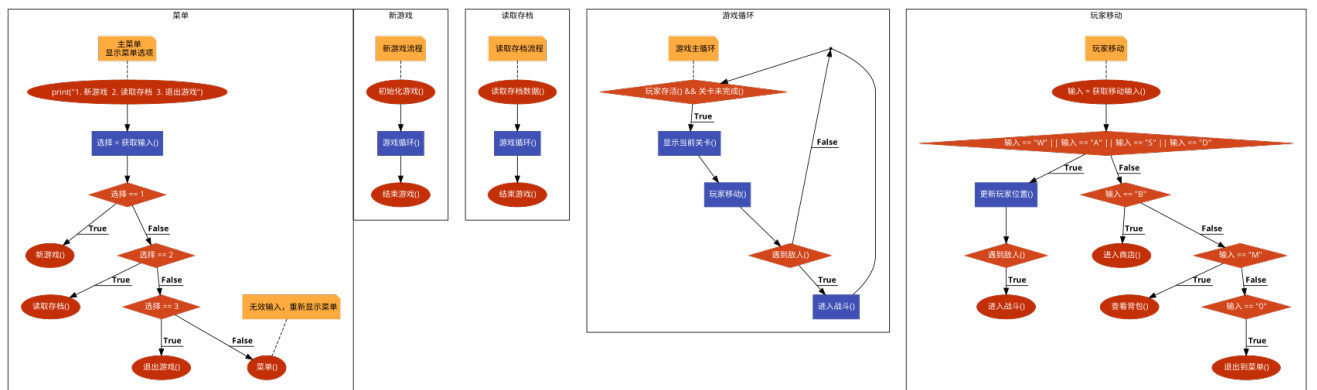 菜单
主菜单
显示菜单选项
print("1. 新游戏 2. 读取存档 3. 退出游戏")
选择 = 获取输入()
选择 == 1
True
False
新游戏()
选择 == 2
True
False
读取存档()
选择 == 3
无效输入，重新显示菜单
True
False
退出游戏()
菜单()
新游戏
新游戏流程
初始化游戏()
游戏循环()
结束游戏()
读取存档
读取存档流程
读取存档数据()
游戏循环()
结束游戏()
游戏循环
游戏主循环
玩家存活() && 关卡未完成()
True
显示当前关卡()
False
玩家移动()
遇到敌人()
True
进入战斗()
玩家移动
玩家移动
输入 = 获取移动输入()
输入 == "W" || 输入 == "A" || 输入 == "S" || 输入 == "D"
True
False
更新玩家位置()
输入 == "B"
True
False
遇到敌人()
进入商店()
输入 == "M"
True
True
False
进入战斗()
查看背包()
输入 == "0"
True
退出到菜单()